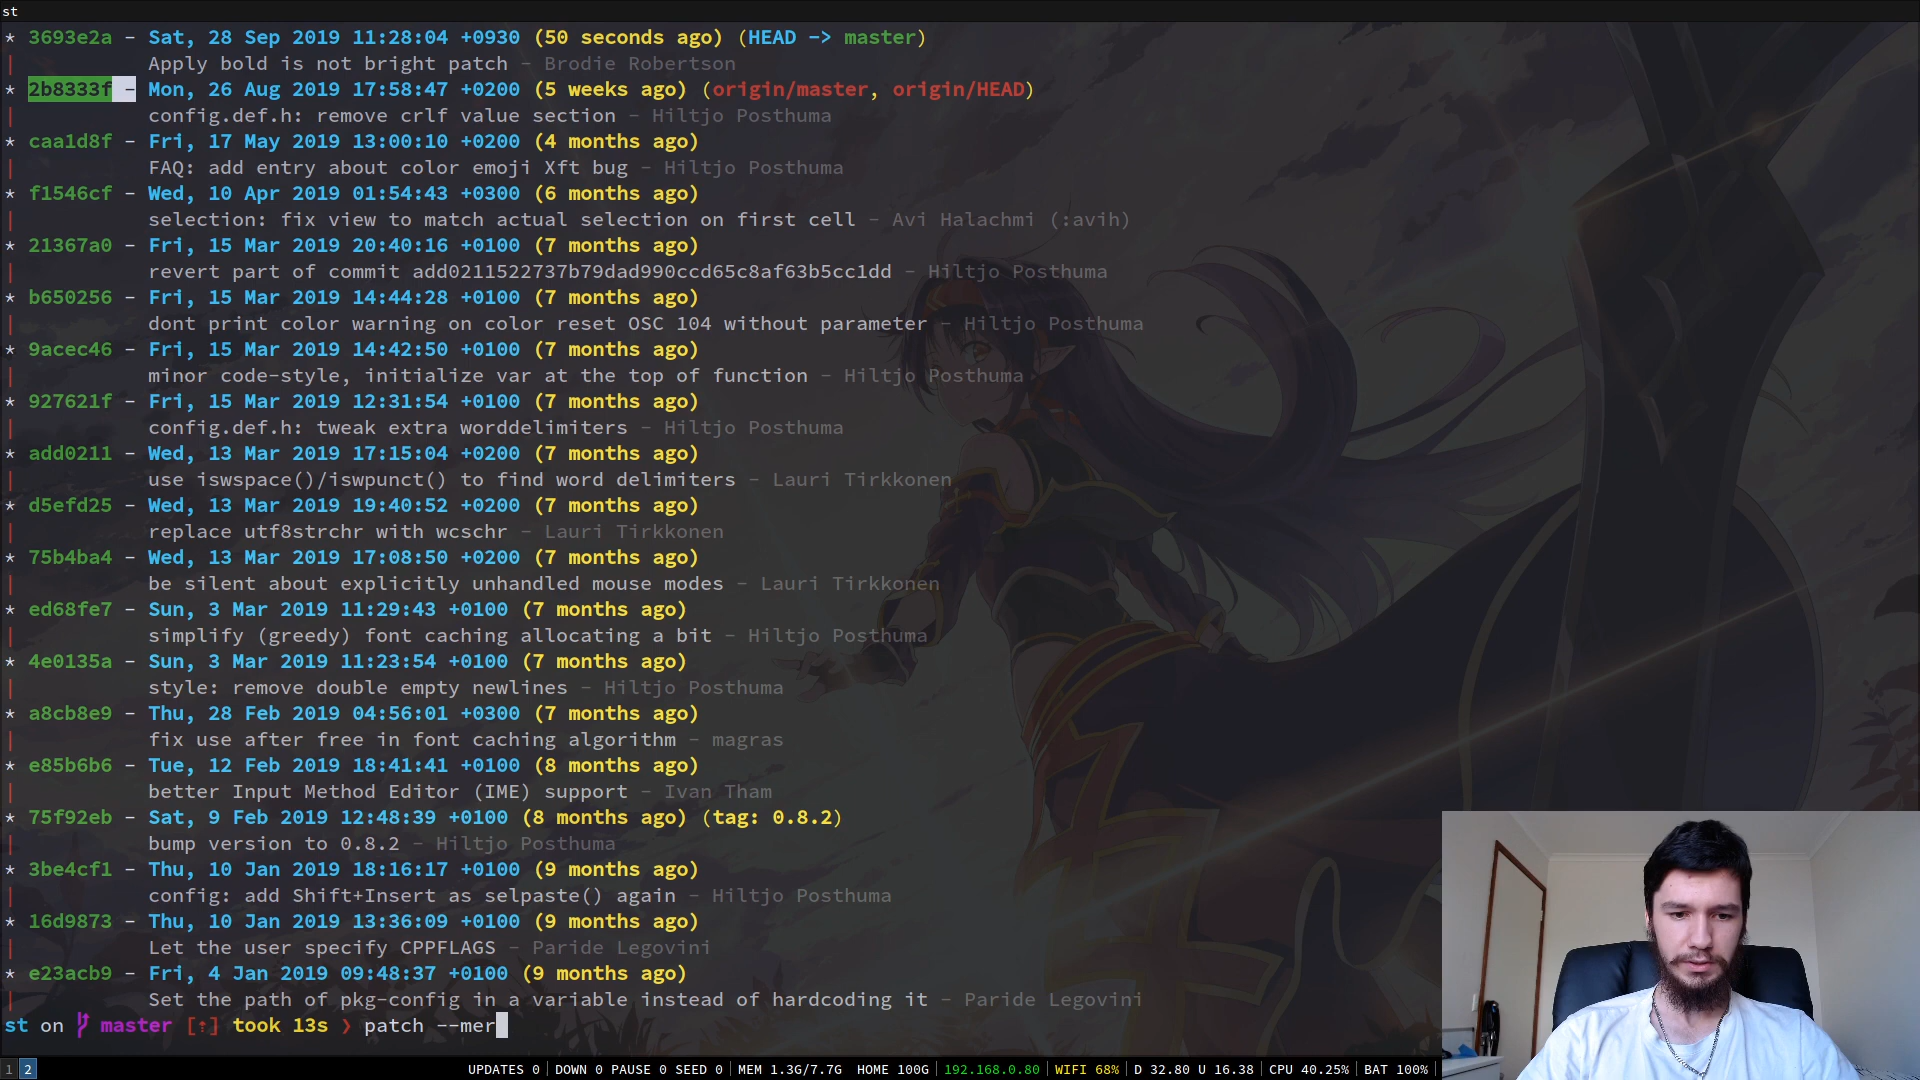 st
* 3693e2a - Sat, 28 Sep 2019 11:28:04 +0930 (50 seconds ago) (HEAD -> master)
| Apply bold is not bright patch - Brodie Robertson
* 2b8333f - Mon, 26 Aug 2019 17:58:47 +0200 (5 weeks ago) (origin/master, origin/HEAD)
| config.def.h: remove crlf value section - Hiltjo Posthuma
* caa1d8f - Fri, 17 May 2019 13:00:10 +0200 (4 months ago)
| FAQ: add entry about color emoji Xft bug - Hiltjo Posthuma
* f1546cf - Wed, 10 Apr 2019 01:54:43 +0300 (6 months ago)
| selection: fix view to match actual selection on first cell - Avi Halachmi (:avih)
* 21367a0 - Fri, 15 Mar 2019 20:40:16 +0100 (7 months ago)
| revert part of commit add0211522737b79dad990ccd65c8af63b5cc1dd - Hiltjo Posthuma
* b650256 - Fri, 15 Mar 2019 14:44:28 +0100 (7 months ago)
| dont print color warning on color reset OSC 104 without parameter - Hiltjo Posthuma
* 9acec46 - Fri, 15 Mar 2019 14:42:50 +0100 (7 months ago)
| minor code-style, initialize var at the top of function - Hiltjo Posthuma
* 927621f - Fri, 15 Mar 2019 12:31:54 +0100 (7 months ago)
| config.def.h: tweak extra worddelimiters - Hiltjo Posthuma
* add0211 - Wed, 13 Mar 2019 17:15:04 +0200 (7 months ago)
| use iswspace()/iswpunct() to find word delimiters - Lauri Tirkkonen
* d5efd25 - Wed, 13 Mar 2019 19:40:52 +0200 (7 months ago)
| replace utf8strchr with wcschr - Lauri Tirkkonen
* 75b4ba4 - Wed, 13 Mar 2019 17:08:50 +0200 (7 months ago)
| be silent about explicitly unhandled mouse modes - Lauri Tirkkonen
* ed68fe7 - Sun, 3 Mar 2019 11:29:43 +0100 (7 months ago)
| simplify (greedy) font caching allocating a bit - Hiltjo Posthuma
* 4e0135a - Sun, 3 Mar 2019 11:23:54 +0100 (7 months ago)
| style: remove double empty newlines - Hiltjo Posthuma
* a8cb8e9 - Thu, 28 Feb 2019 04:56:01 +0300 (7 months ago)
| fix use after free in font caching algorithm - magras
* e85b6b6 - Tue, 12 Feb 2019 18:41:41 +0100 (8 months ago)
| better Input Method Editor (IME) support - Ivan Tham
* 75f92eb - Sat, 9 Feb 2019 12:48:39 +0100 (8 months ago) (tag: 0.8.2)
| bump version to 0.8.2 - Hiltjo Posthuma
* 3be4cf1 - Thu, 10 Jan 2019 18:16:17 +0100 (9 months ago)
| config: add Shift+Insert as selpaste() again - Hiltjo Posthuma
* 16d9873 - Thu, 10 Jan 2019 13:36:09 +0100 (9 months ago)
| Let the user specify CPPFLAGS - Paride Legovini
* e23acb9 - Fri, 4 Jan 2019 09:48:37 +0100 (9 months ago)
| Set the path of pkg-config in a variable instead of hardcoding it - Paride Legovini
st on master [⇡] took 13s ❯ patch --mer
1 2 UPDATES 0 | DOWN 0 PAUSE 0 SEED 0 | MEM 1.3G/7.7G HOME 100G | 192.168.0.80 | WIFI 68% | D 32.80 U 16.38 | CPU 40.25% | BAT 100% |